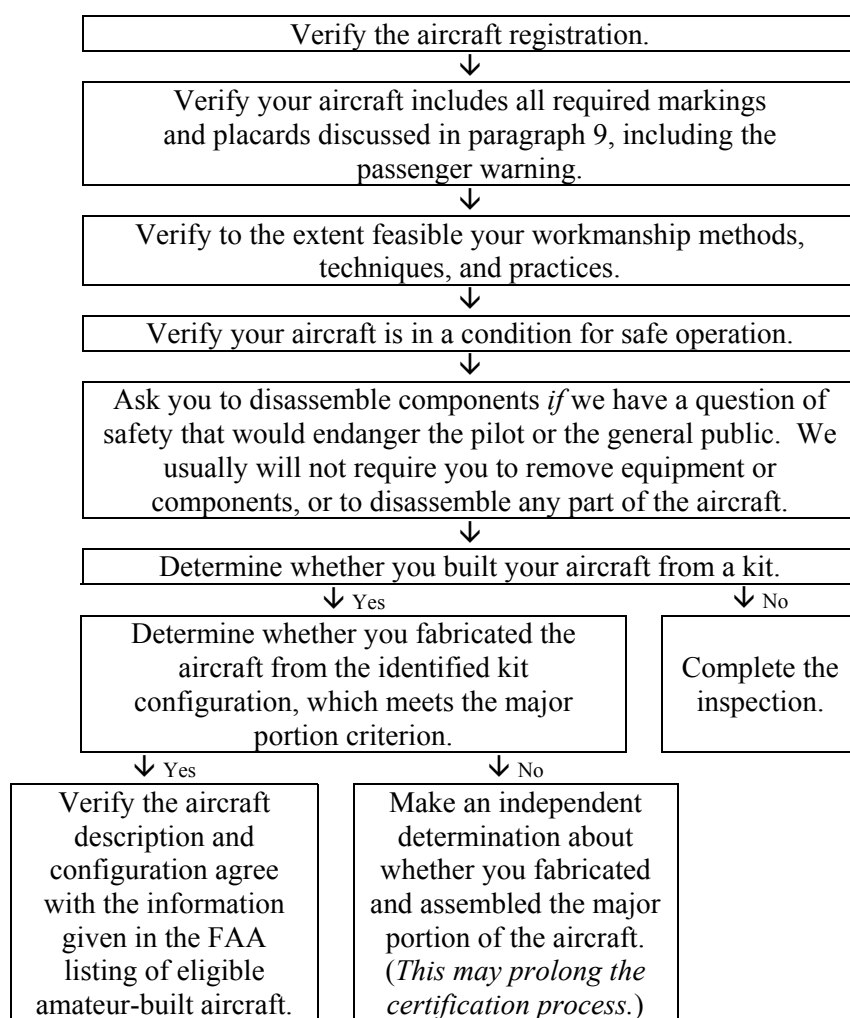 Verify the aircraft registration.
Verify your aircraft includes all required markings
and placards discussed in paragraph 9, including the
passenger warning.
Verify to the extent feasible your workmanship methods,
techniques, and practices.
Verify your aircraft is in a condition for safe operation.
Ask you to disassemble components if we have a question of
safety that would endanger the pilot or the general public. We
usually will not require you to remove equipment or
components, or to disassemble any part of the aircraft.
Determine whether you built your aircraft from a kit.
Yes
No
Determine whether you fabricated the
aircraft from the identified kit
configuration, which meets the major
portion criterion.
Complete the
inspection.
Yes
No
Verify the aircraft
description and
configuration agree
with the information
given in the FAA
listing of eligible
amateur-built aircraft.
Make an independent
determination about
whether you fabricated
and assembled the major
portion of the aircraft.
(This may prolong the
certification process.)